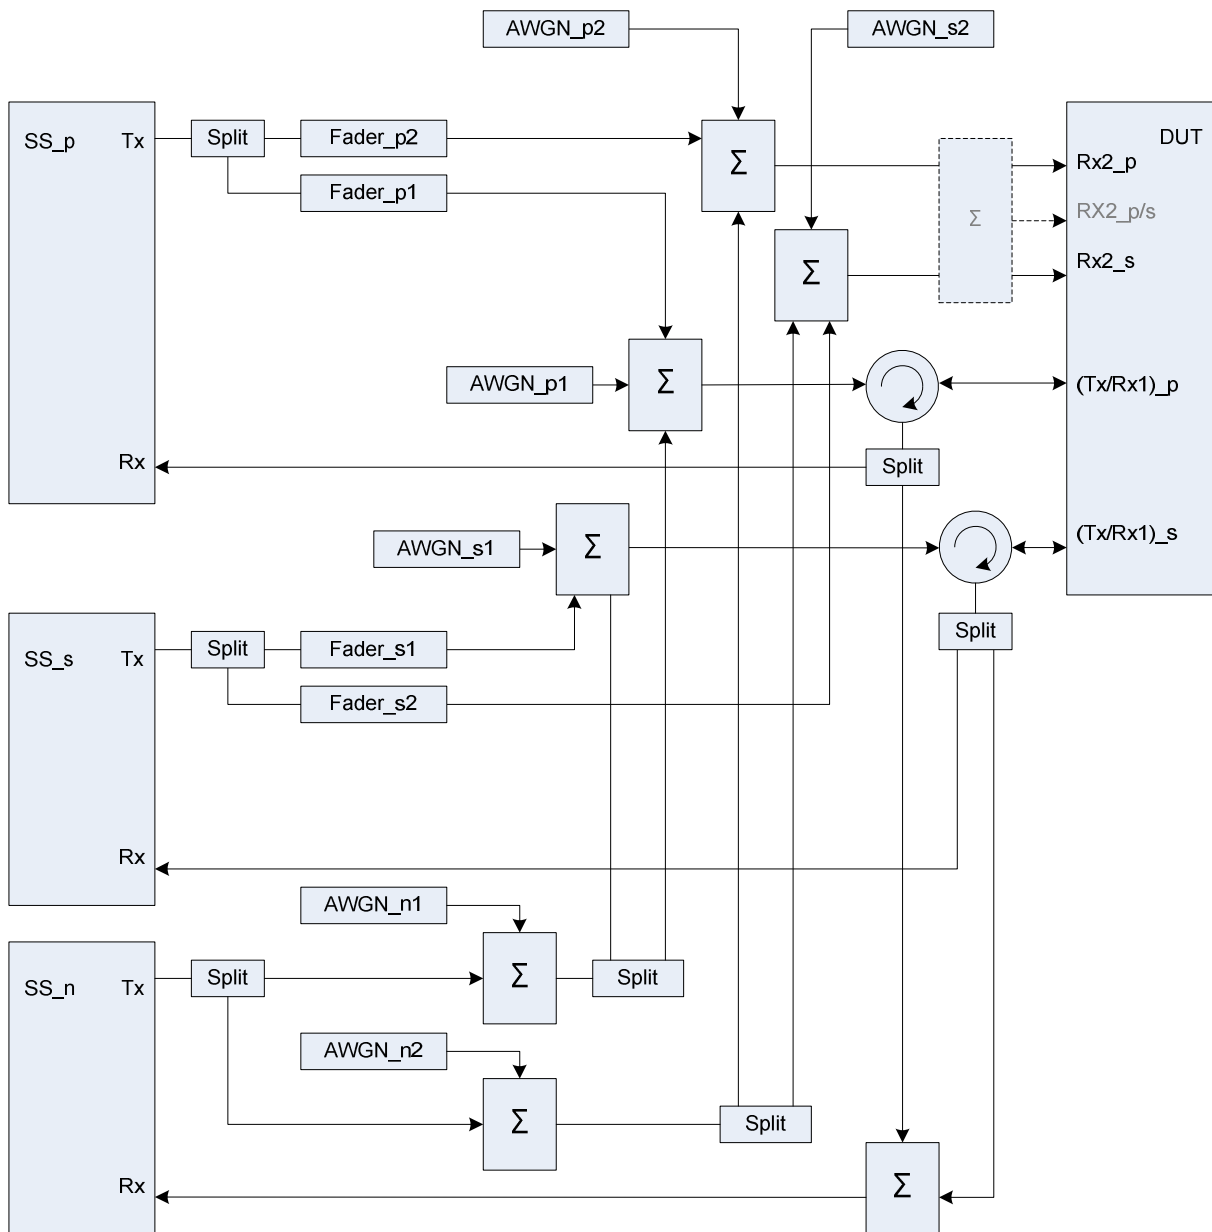 AWGN_p2
AWGN_s2
SS_p
Tx
Split
Fader_p2
Σ
DUT
Rx2_p
Fader_p1
Σ
RX2_p/s
Σ
Rx2_s
AWGN_p1
Σ
(Tx/Rx1)_p
Rx
Split
AWGN_s1
Σ
(Tx/Rx1)_s
SS_s
Tx
Split
Fader_s1
Split
Fader_s2
Rx
AWGN_n1
SS_n
Tx
Split
Σ
Split
AWGN_n2
Σ
Split
Rx
Σ